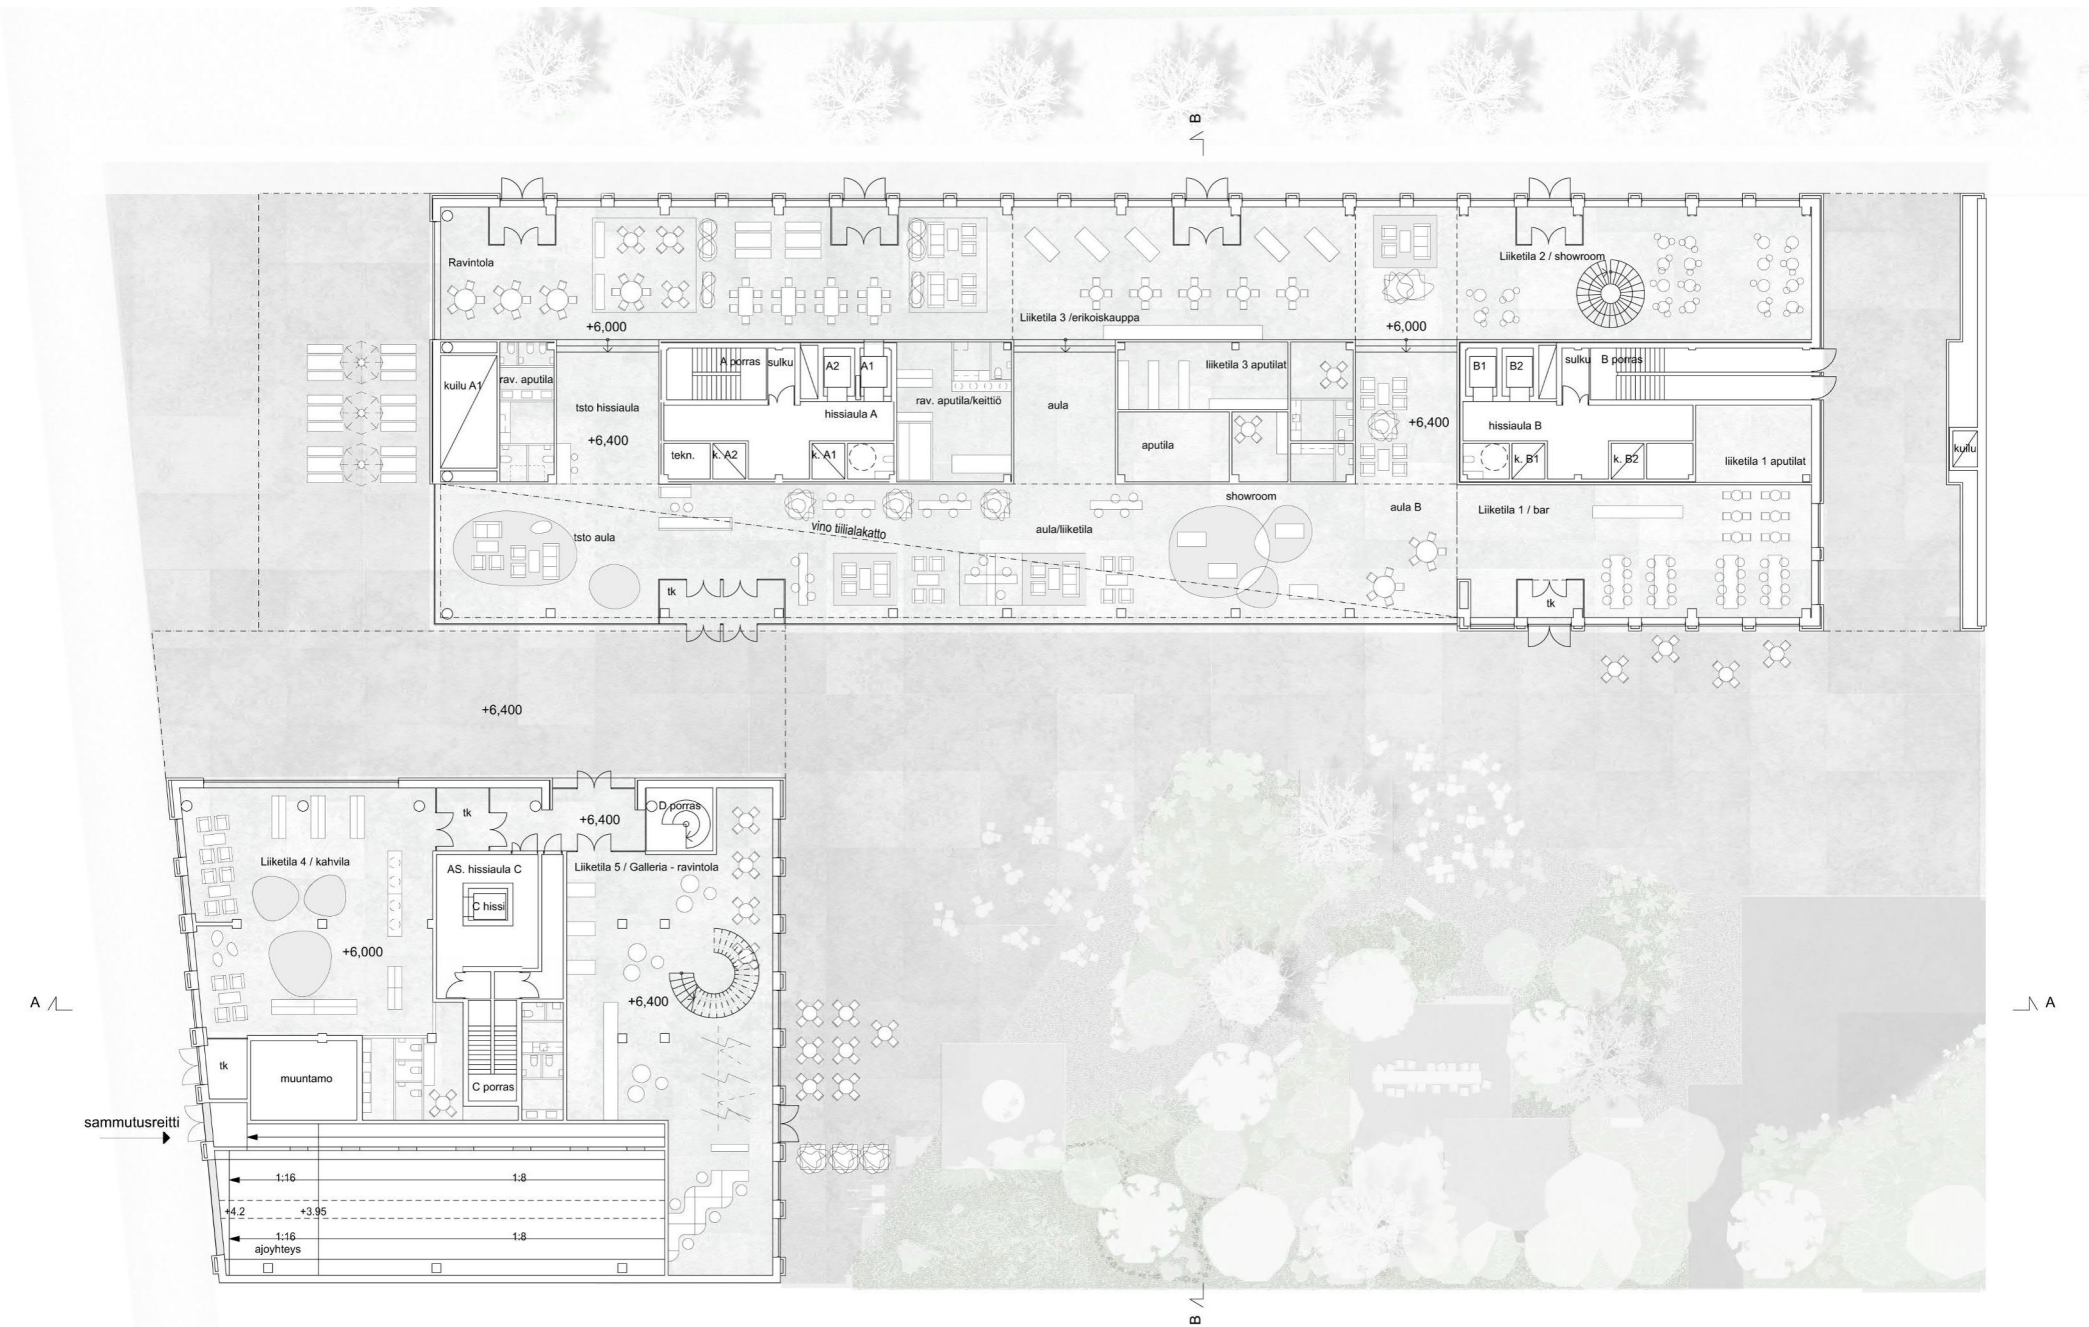 B
Ravintola
Liiketila 2 / showroom
Liiketila 3 /erikoiskauppa
+6,000
+6,000
kuilu A1
rav. aputila
A porras
sulku
A2
A1
liiketila 3 aputilat
B1
B2
sulku
B porras
tsto hissiaula
hissiaula A
rav. aputila/keittiö
aula
+6,400
+6,400
hissiaula B
aputila
tekn.
k. A2
k. A1
k. B1
k. B2
liiketila 1 aputilat
kuilu
showroom
aula B
Liiketila 1 / bar
vino tiilialakatto
aula/liiketila
tsto aula
tk
tk
+6,400
tk
D porras
+6,400
Liiketila 4 / kahvila
AS. hissiaula C
Liiketila 5 / Galleria - ravintola
C hissi
+6,000
+6,400
A
A
tk
muuntamo
C porras
sammutusreitti
1:16
1:8
+4.2
+3.95
1:16
1:8
ajoyhteys
B